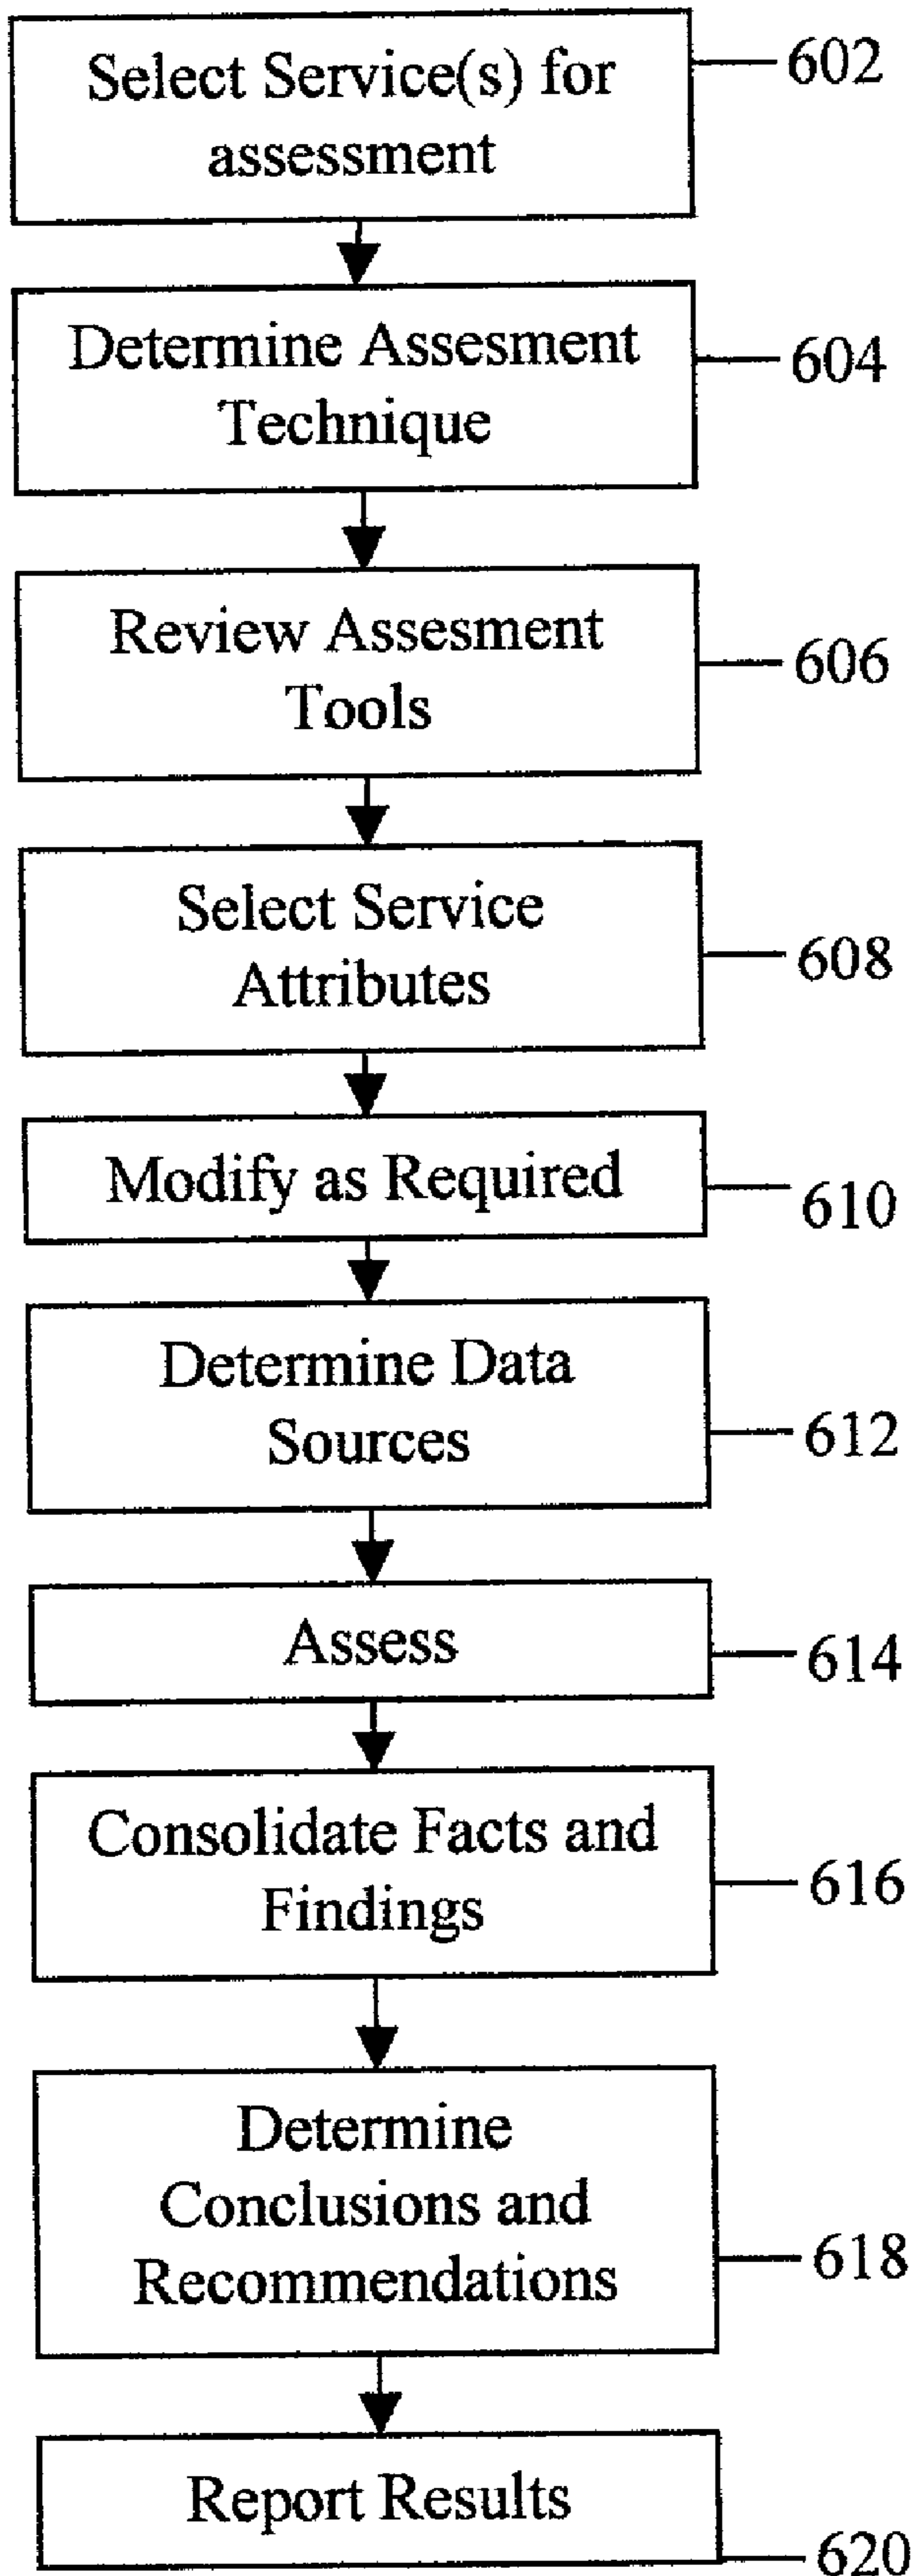 Select Service(s) for
assessment
602
Determine Assesment
Technique
604
Review Assesment
Tools
606
Select Service
Attributes
608
Modify as Required
610
Determine Data
Sources
612
Assess
614
Consolidate Facts and
Findings
616
Determine
Conclusions and
Recommendations
618
Report Results
620